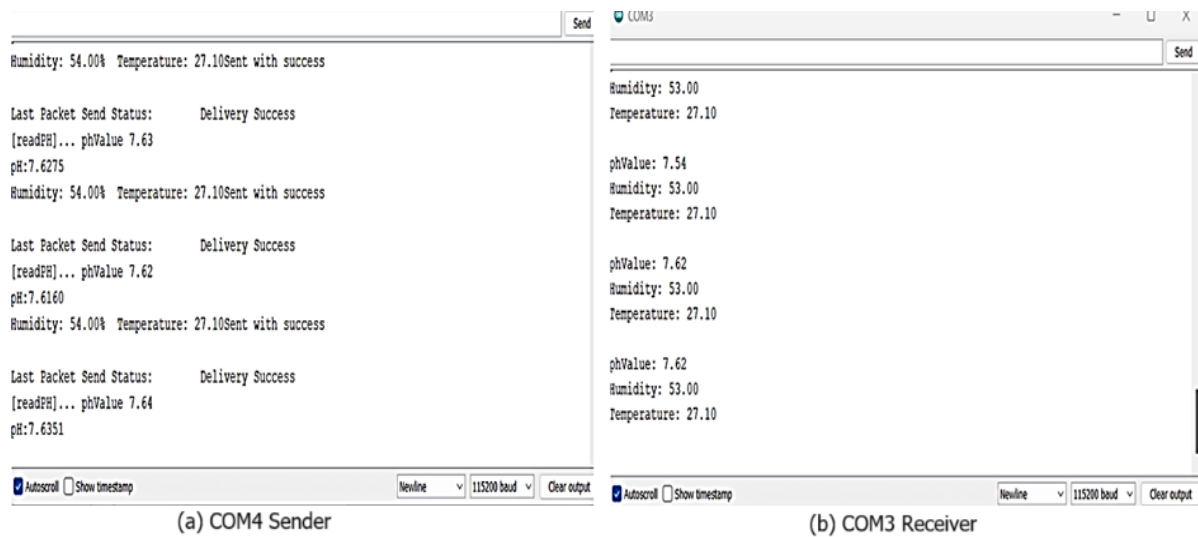 Send
Humidity: 54.00%  Temperature: 27.10Sent with success
Last Packet Send Status:       Delivery Success
[readPH]... phValue 7.63
pH:7.6275
Humidity: 54.00%  Temperature: 27.10Sent with success
Last Packet Send Status:       Delivery Success
[readPH]... phValue 7.62
pH:7.6160
Humidity: 54.00%  Temperature: 27.10Sent with success
Last Packet Send Status:       Delivery Success
[readPH]... phValue 7.64
pH:7.6351
Autoscroll Show timestamp Newline 115200 baud Clear output
(a) COM4 Sender
COM3
Send
Humidity: 53.00
Temperature: 27.10
phValue: 7.54
Humidity: 53.00
Temperature: 27.10
phValue: 7.62
Humidity: 53.00
Temperature: 27.10
phValue: 7.62
Humidity: 53.00
Temperature: 27.10
Autoscroll Show timestamp Newline 115200 baud Clear output
(b) COM3 Receiver